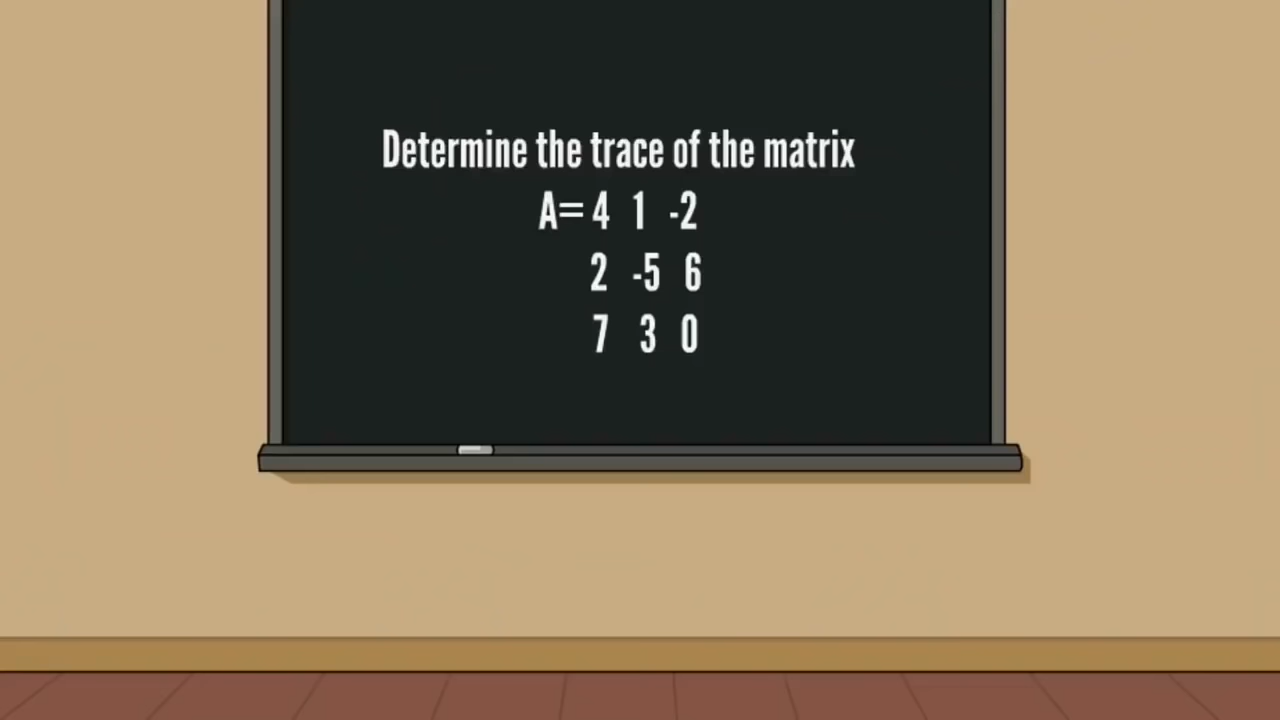 Determine the trace of the matrix
A= 4 1 -2
2 -5 6
7 3 0